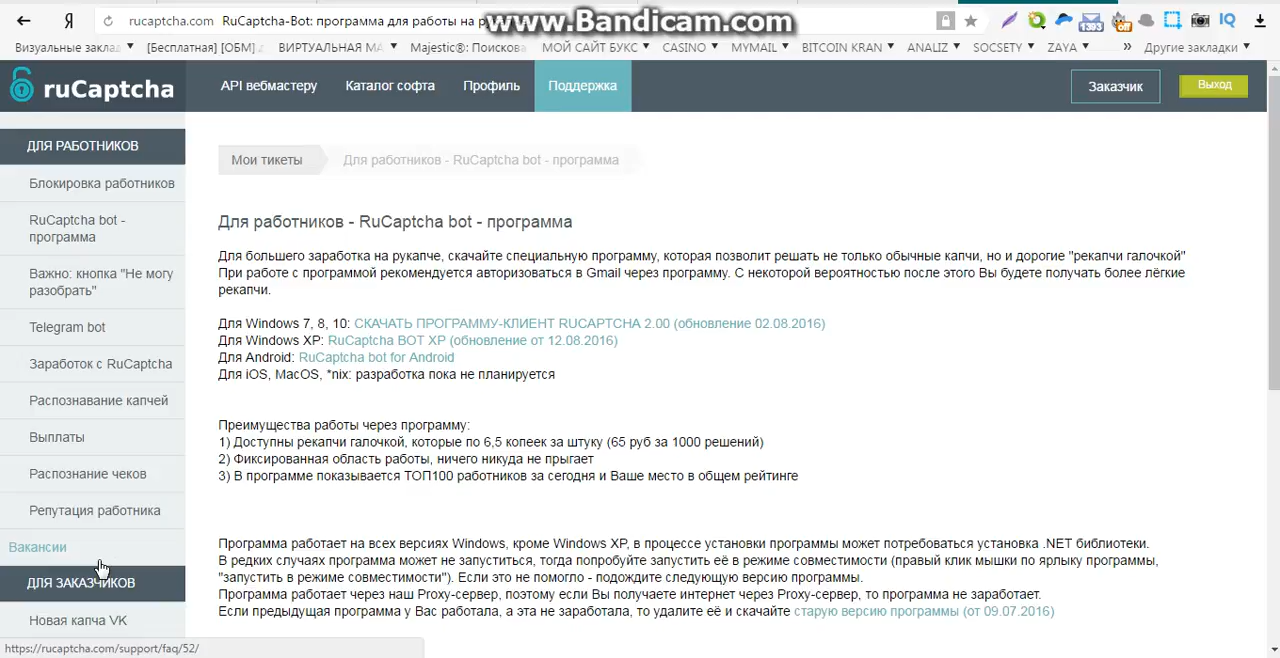 rucaptcha.com RuCaptcha-Bot: программа для работы на р
www.Bandicam.com
1393
off
IQ
Визуальные заклад
[Бесплатная] [ОБМ]
ВИРТУАЛЬНАЯ МА
Majestic®: Поискова
МОЙ САЙТ БУКС
CASINO
MYMAIL
BITCOIN KRAN
ANALIZ
SOCSETY
ZAYA
»
Другие закладки
ruCaptcha
API вебмастеру
Каталог софта
Профиль
Поддержка
Заказчик
Выход
ДЛЯ РАБОТНИКОВ
Блокировка работников
RuCaptcha bot -
программа
Важно: кнопка "Не могу
разобрать"
Telegram bot
Заработок с RuCaptcha
Распознавание капчей
Выплаты
Распознание чеков
Репутация работника
Вакансии
ДЛЯ ЗАКАЗЧИКОВ
Новая капча VK
Мои тикеты
Для работников - RuCaptcha bot - программа
Для работников - RuCaptcha bot - программа
Для большего заработка на рукапче, скачайте специальную программу, которая позволит решать не только обычные капчи, но и дорогие "рекапчи галочкой"
При работе с программой рекомендуется авторизоваться в Gmail через программу. С некоторой вероятностью после этого Вы будете получать более лёгкие
рекапчи.
Для Windows 7, 8, 10: СКАЧАТЬ ПРОГРАММУ-КЛИЕНТ RUCAPTCHA 2.00 (обновление 02.08.2016)
Для Windows XP: RuCaptcha BOT XP (обновление от 12.08.2016)
Для Android: RuCaptcha bot for Android
Для iOS, MacOS, *nix: разработка пока не планируется
Преимущества работы через программу:
1) Доступны рекапчи галочкой, которые по 6,5 копеек за штуку (65 руб за 1000 решений)
2) Фиксированная область работы, ничего никуда не прыгает
3) В программе показывается ТОП100 работников за сегодня и Ваше место в общем рейтинге
Программа работает на всех версиях Windows, кроме Windows XP, в процессе установки программы может потребоваться установка .NET библиотеки.
В редких случаях программа может не запуститься, тогда попробуйте запустить её в режиме совместимости (правый клик мышки по ярлыку программы,
"запустить в режиме совместимости"). Если это не помогло - подождите следующую версию программы.
Программа работает через наш Proxy-сервер, поэтому если Вы получаете интернет через Proxy-сервер, то программа не заработает.
Если предыдущая программа у Вас работала, а эта не заработала, то удалите её и скачайте старую версию программы (от 09.07.2016)
https://rucaptcha.com/support/faq/52/